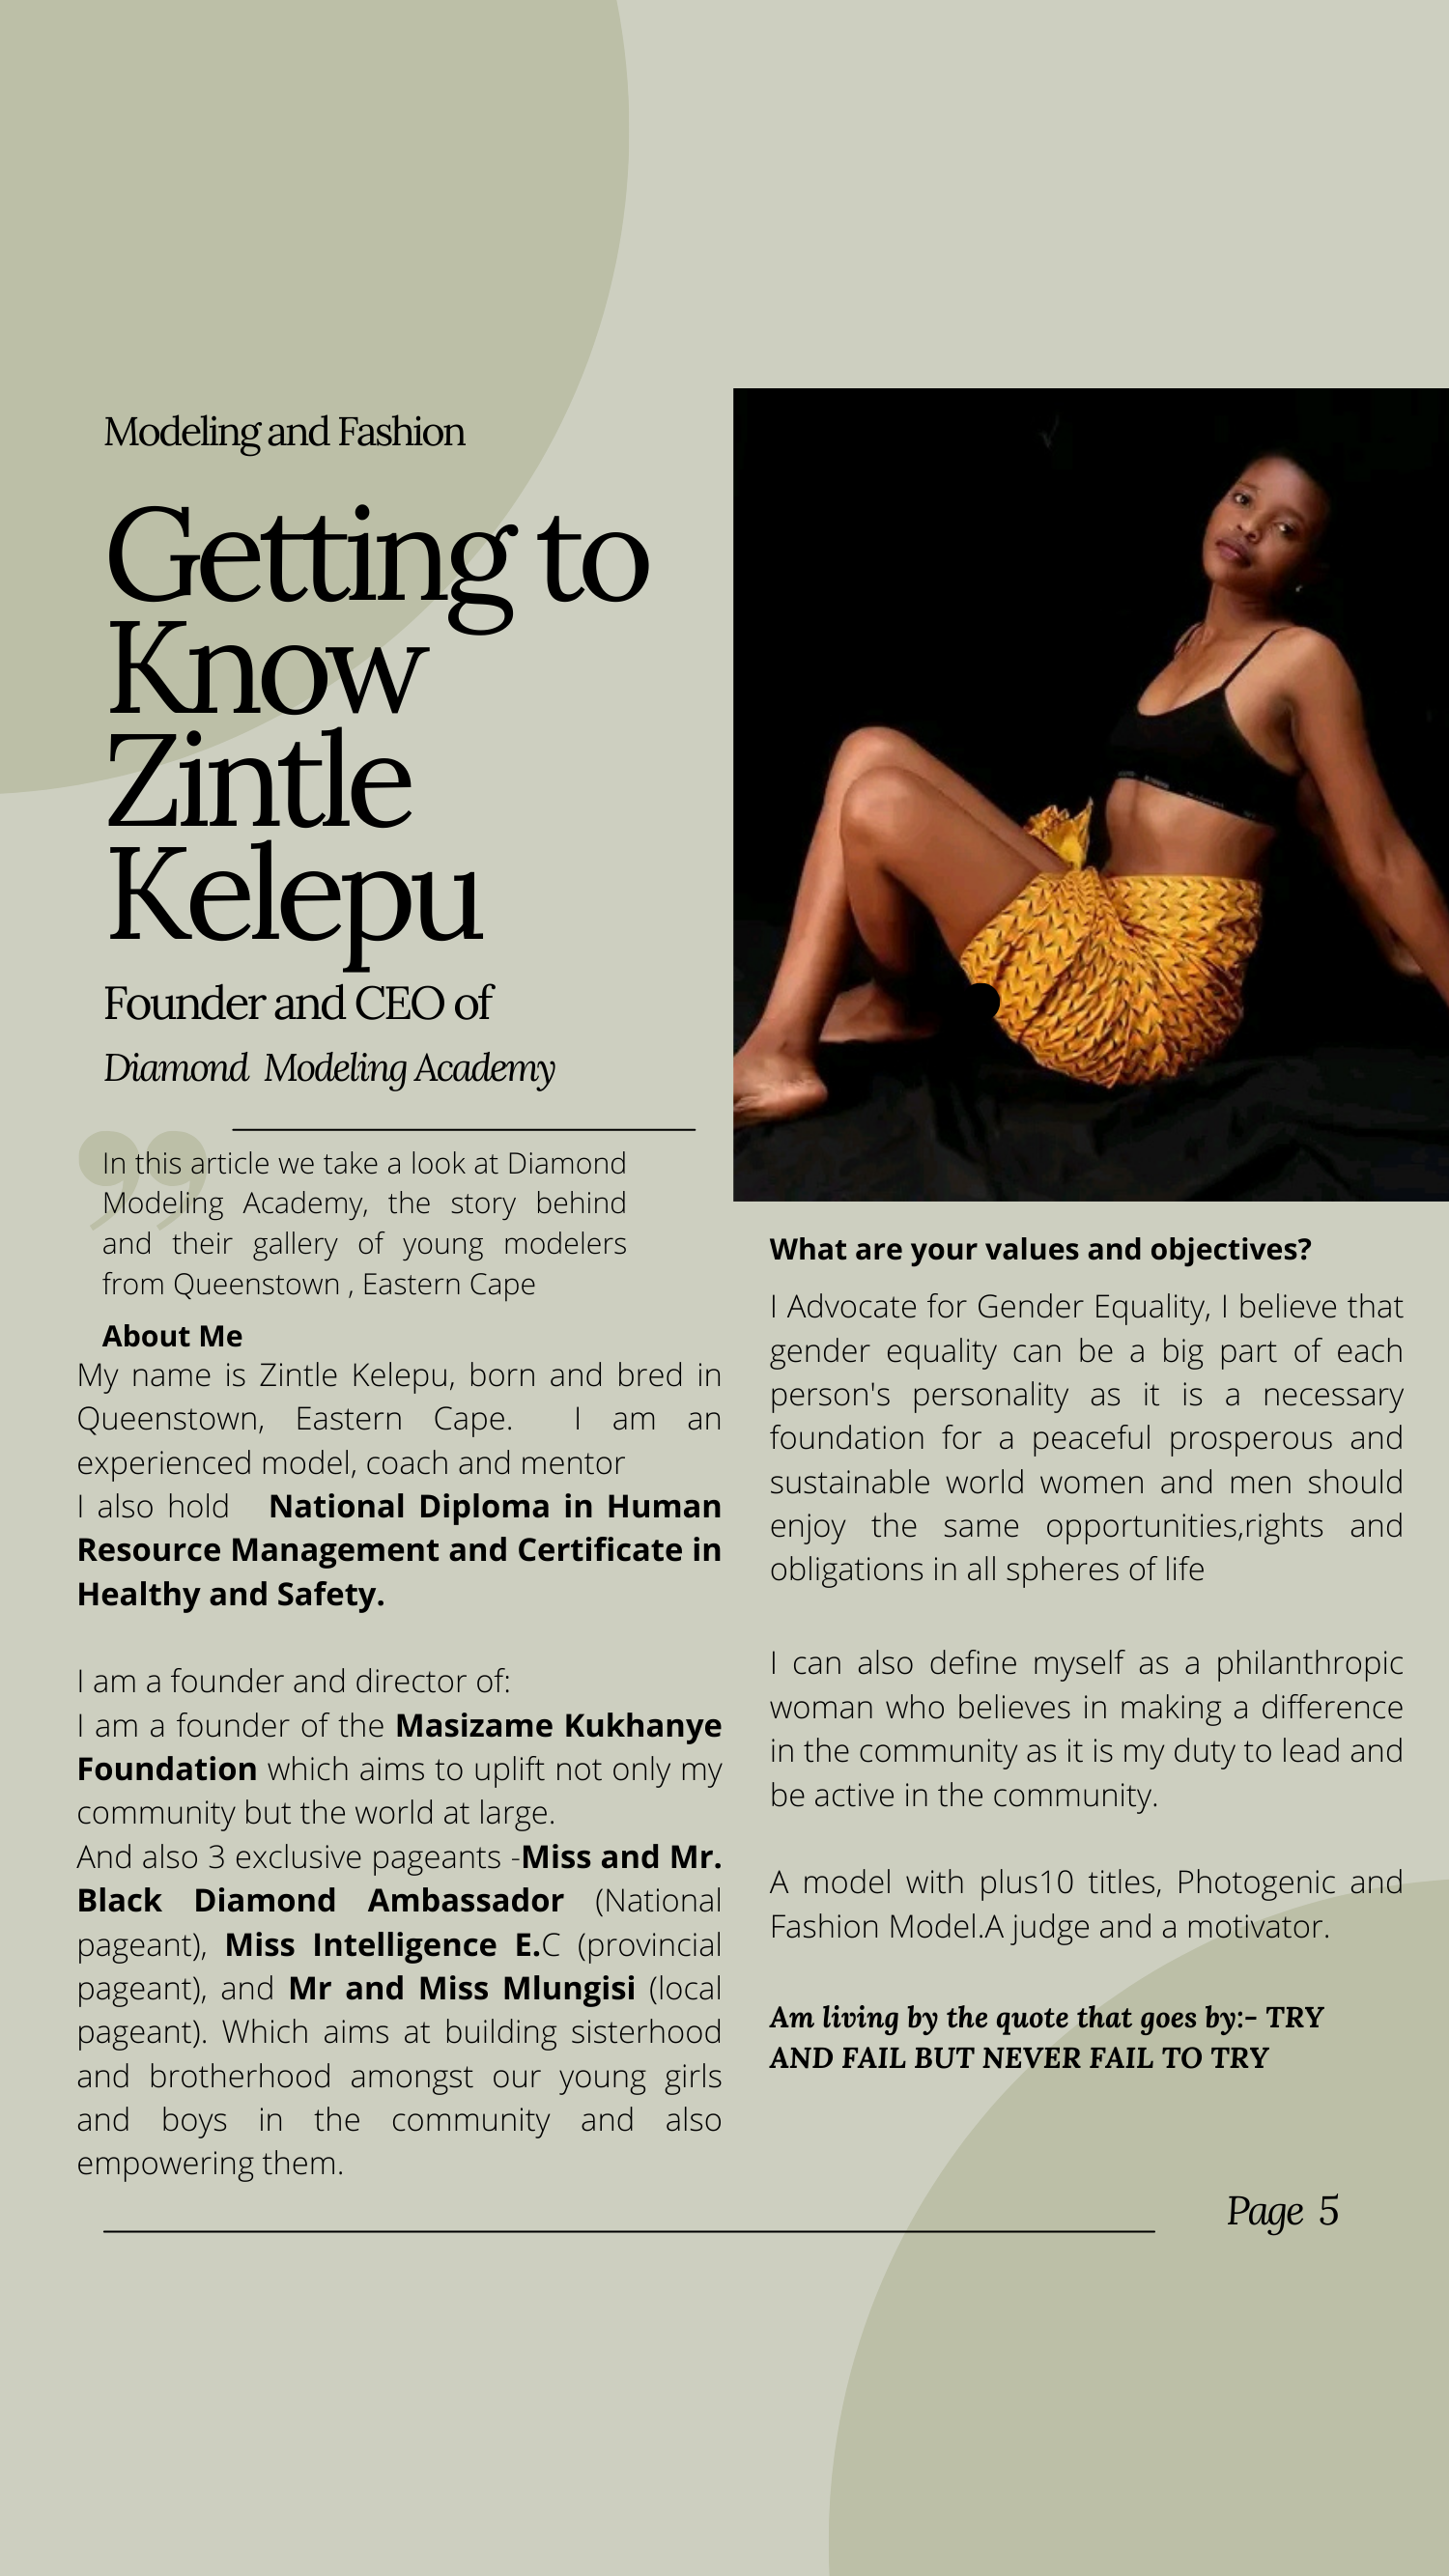 Modeling and Fashion
Getting to
Know
Zintle
Kelepu
Founder and CEO of
Diamond Modeling Academy
”
In this article we take a look at Diamond
Modeling Academy, the story behind
and their gallery of young modelers
from Queenstown , Eastern Cape
About Me
My name is Zintle Kelepu, born and bred in
Queenstown, Eastern Cape. I am an
experienced model, coach and mentor
I also hold National Diploma in Human
Resource Management and Certificate in
Healthy and Safety.
I am a founder and director of:
I am a founder of the Masizame Kukhanye
Foundation which aims to uplift not only my
community but the world at large.
And also 3 exclusive pageants -Miss and Mr.
Black Diamond Ambassador (National
pageant), Miss Intelligence E.C (provincial
pageant), and Mr and Miss Mlungisi (local
pageant). Which aims at building sisterhood
and brotherhood amongst our young girls
and boys in the community and also
empowering them.
What are your values and objectives?
I Advocate for Gender Equality, I believe that
gender equality can be a big part of each
person's personality as it is a necessary
foundation for a peaceful prosperous and
sustainable world women and men should
enjoy the same opportunities,rights and
obligations in all spheres of life
I can also define myself as a philanthropic
woman who believes in making a difference
in the community as it is my duty to lead and
be active in the community.
A model with plus10 titles, Photogenic and
Fashion Model.A judge and a motivator.
Am living by the quote that goes by:- TRY
AND FAIL BUT NEVER FAIL TO TRY
Page 5